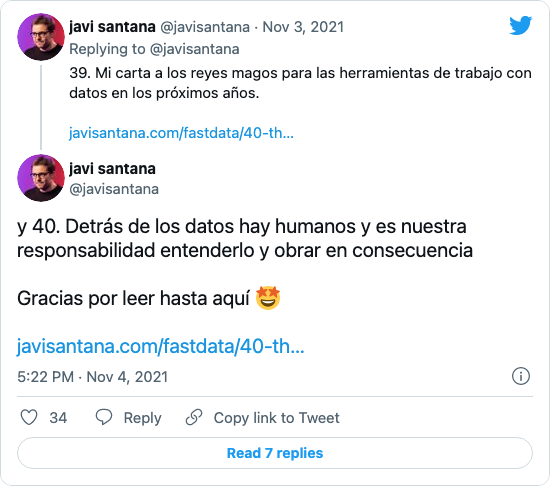 javi santana @javisantana · Nov 3, 2021
Replying to @javisantana
39. Mi carta a los reyes magos para las herramientas de trabajo con
datos en los próximos años.
javisantana.com/fastdata/40-th...
javi santana
@javisantana
y 40. Detrás de los datos hay humanos y es nuestra
responsabilidad entenderlo y obrar en consecuencia
Gracias por leer hasta aquí 🤩
javisantana.com/fastdata/40-th...
5:22 PM · Nov 4, 2021
34 Reply Copy link to Tweet
Read 7 replies